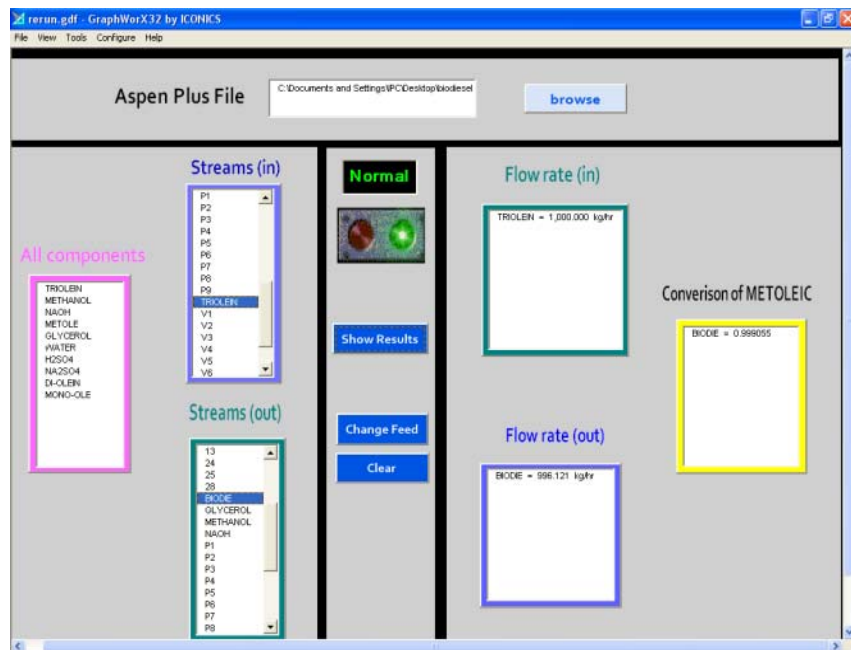 rerun.gdf - GraphWorX32 by ICONICS
File View Tools Configure Help
Aspen Plus File
C:\Documents and Settings\PC\Desktop\biodiesel
browse
Streams (in)
P1
P2
P3
P4
P5
P6
P7
P8
P9
TRIOLEIN
V1
V2
V3
V4
V5
V6
All components
TRIOLEIN
METHANOL
NAOH
METOLE
GLYCEROL
WATER
H2SO4
NA2SO4
DI-OLEIN
MONO-OLE
Streams (out)
13
24
25
28
BIODIE
GLYCEROL
METHANOL
NAOH
P1
P2
P3
P4
P5
P6
P7
P8
Normal
Show Results
Change Feed
Clear
Flow rate (in)
TRIOLEIN = 1,000.000 kg/hr
Flow rate (out)
BIODIE = 996.121 kg/hr
Converison of METOLEIC
BIODIE = 0.999055